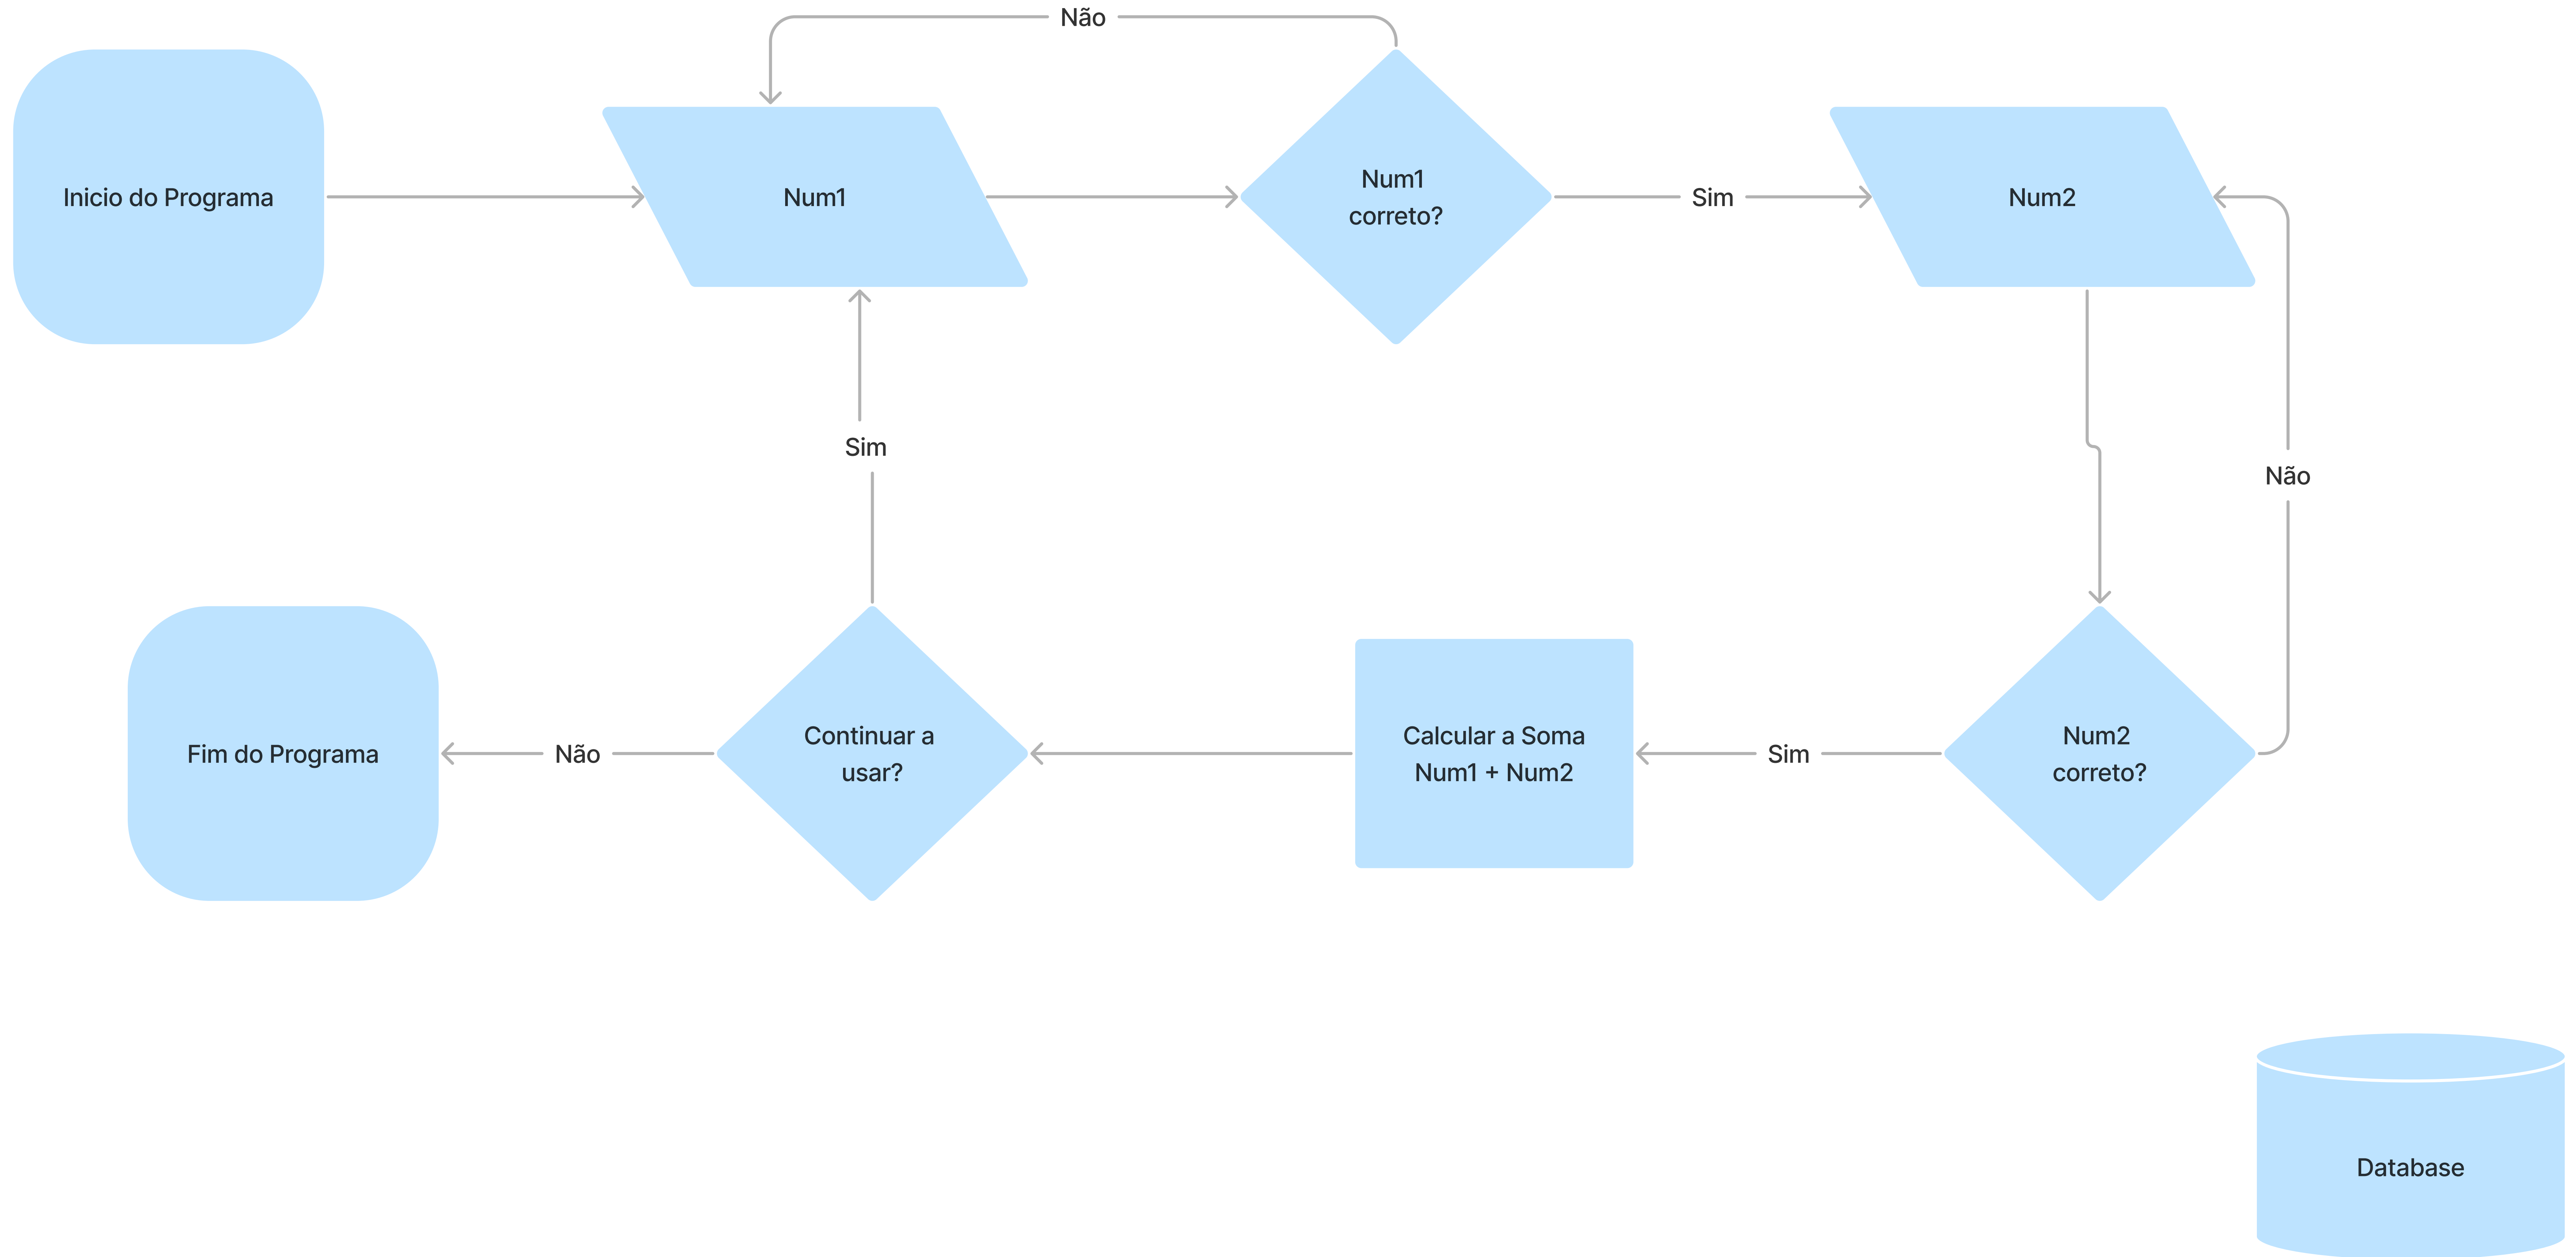 Não
Inicio do Programa
Num1
Num1
correto?
Sim
Num2
Sim
Não
Fim do Programa
Não
Continuar a
usar?
Calcular a Soma
Num1 + Num2
Sim
Num2
correto?
Database